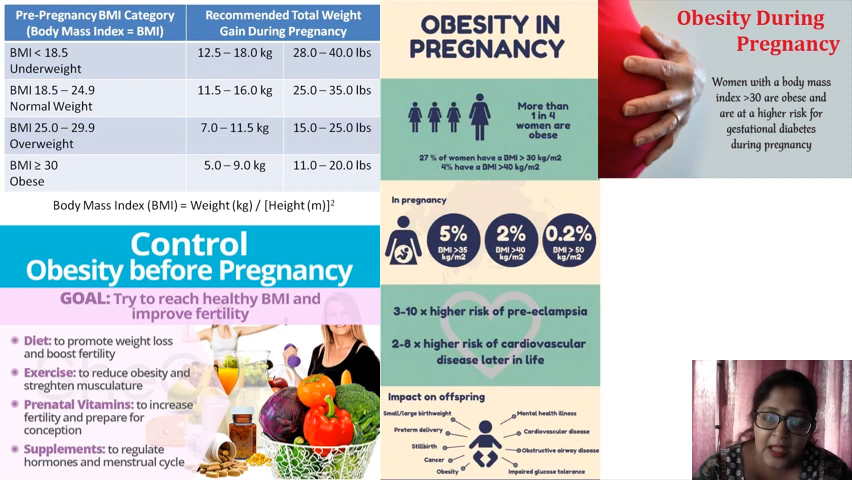 Pre-Pregnancy BMI Category
(Body Mass Index = BMI)
Recommended Total Weight
Gain During Pregnancy
BMI < 18.5
Underweight
12.5 – 18.0 kg
28.0 – 40.0 lbs
BMI 18.5 – 24.9
Normal Weight
11.5 – 16.0 kg
25.0 – 35.0 lbs
BMI 25.0 – 29.9
Overweight
7.0 – 11.5 kg
15.0 – 25.0 lbs
BMI ≥ 30
Obese
5.0 – 9.0 kg
11.0 – 20.0 lbs
Body Mass Index (BMI) = Weight (kg) / [Height (m)]²
Control
Obesity before Pregnancy
GOAL: Try to reach healthy BMI and
improve fertility
Diet: to promote weight loss
and boost fertility
Exercise: to reduce obesity and
streghten musculature
Prenatal Vitamins: to increase
fertility and prepare for
conception
Supplements: to regulate
hormones and menstrual cycle
OBESITY IN
PREGNANCY
More than
1 in 4
women are
obese
27 % of women have a BMI > 30 kg/m2
4% have a BMI >40 kg/m2
In pregnancy
5%
BMI >35
kg/m2
2%
BMI >40
kg/m2
0.2%
BMI > 50
kg/m2
3-10 x higher risk of pre-eclampsia
2-8 x higher risk of cardiovascular
disease later in life
Impact on offspring
Small/large birthweight
Preterm delivery
Stillbirth
Cancer
Obesity
Mental health illness
Cardiovascular disease
Obstructive airway disease
Impaired glucose tolerance
Obesity During
Pregnancy
Women with a body mass
index >30 are obese and
are at a higher risk for
gestational diabetes
during pregnancy